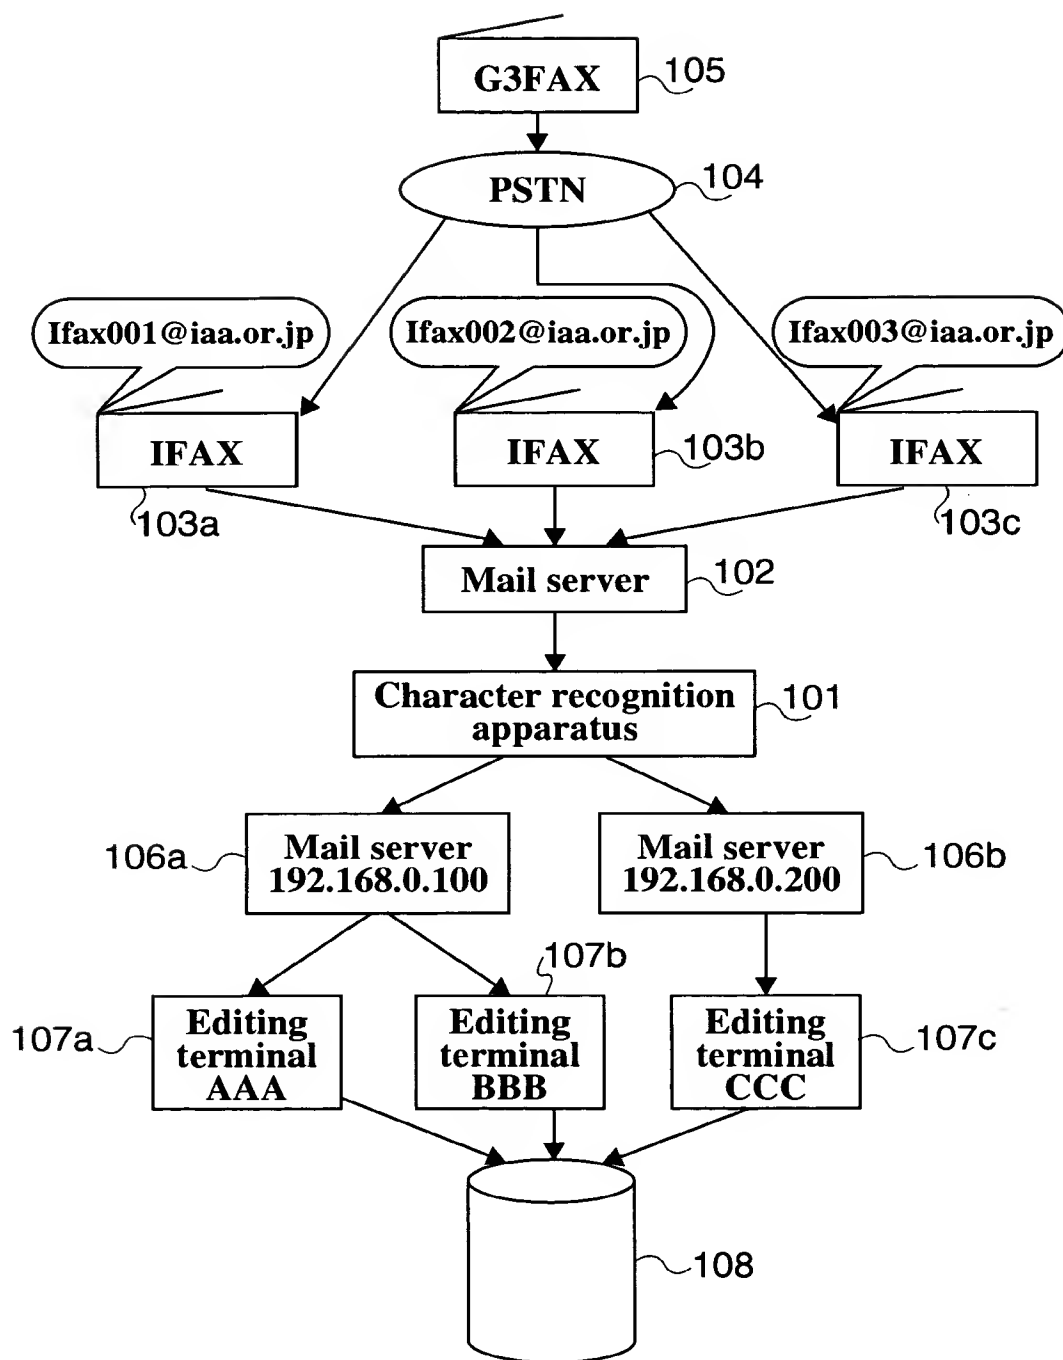 G3FAX
105
PSTN
104
Ifax001@iaa.or.jp
Ifax002@iaa.or.jp
Ifax003@iaa.or.jp
IFAX
IFAX
103b
IFAX
103a
103c
Mail server
102
Character recognition
apparatus
101
106a
Mail server
192.168.0.100
Mail server
192.168.0.200
106b
107b
107a
Editing
terminal
AAA
Editing
terminal
BBB
Editing
terminal
CCC
107c
108